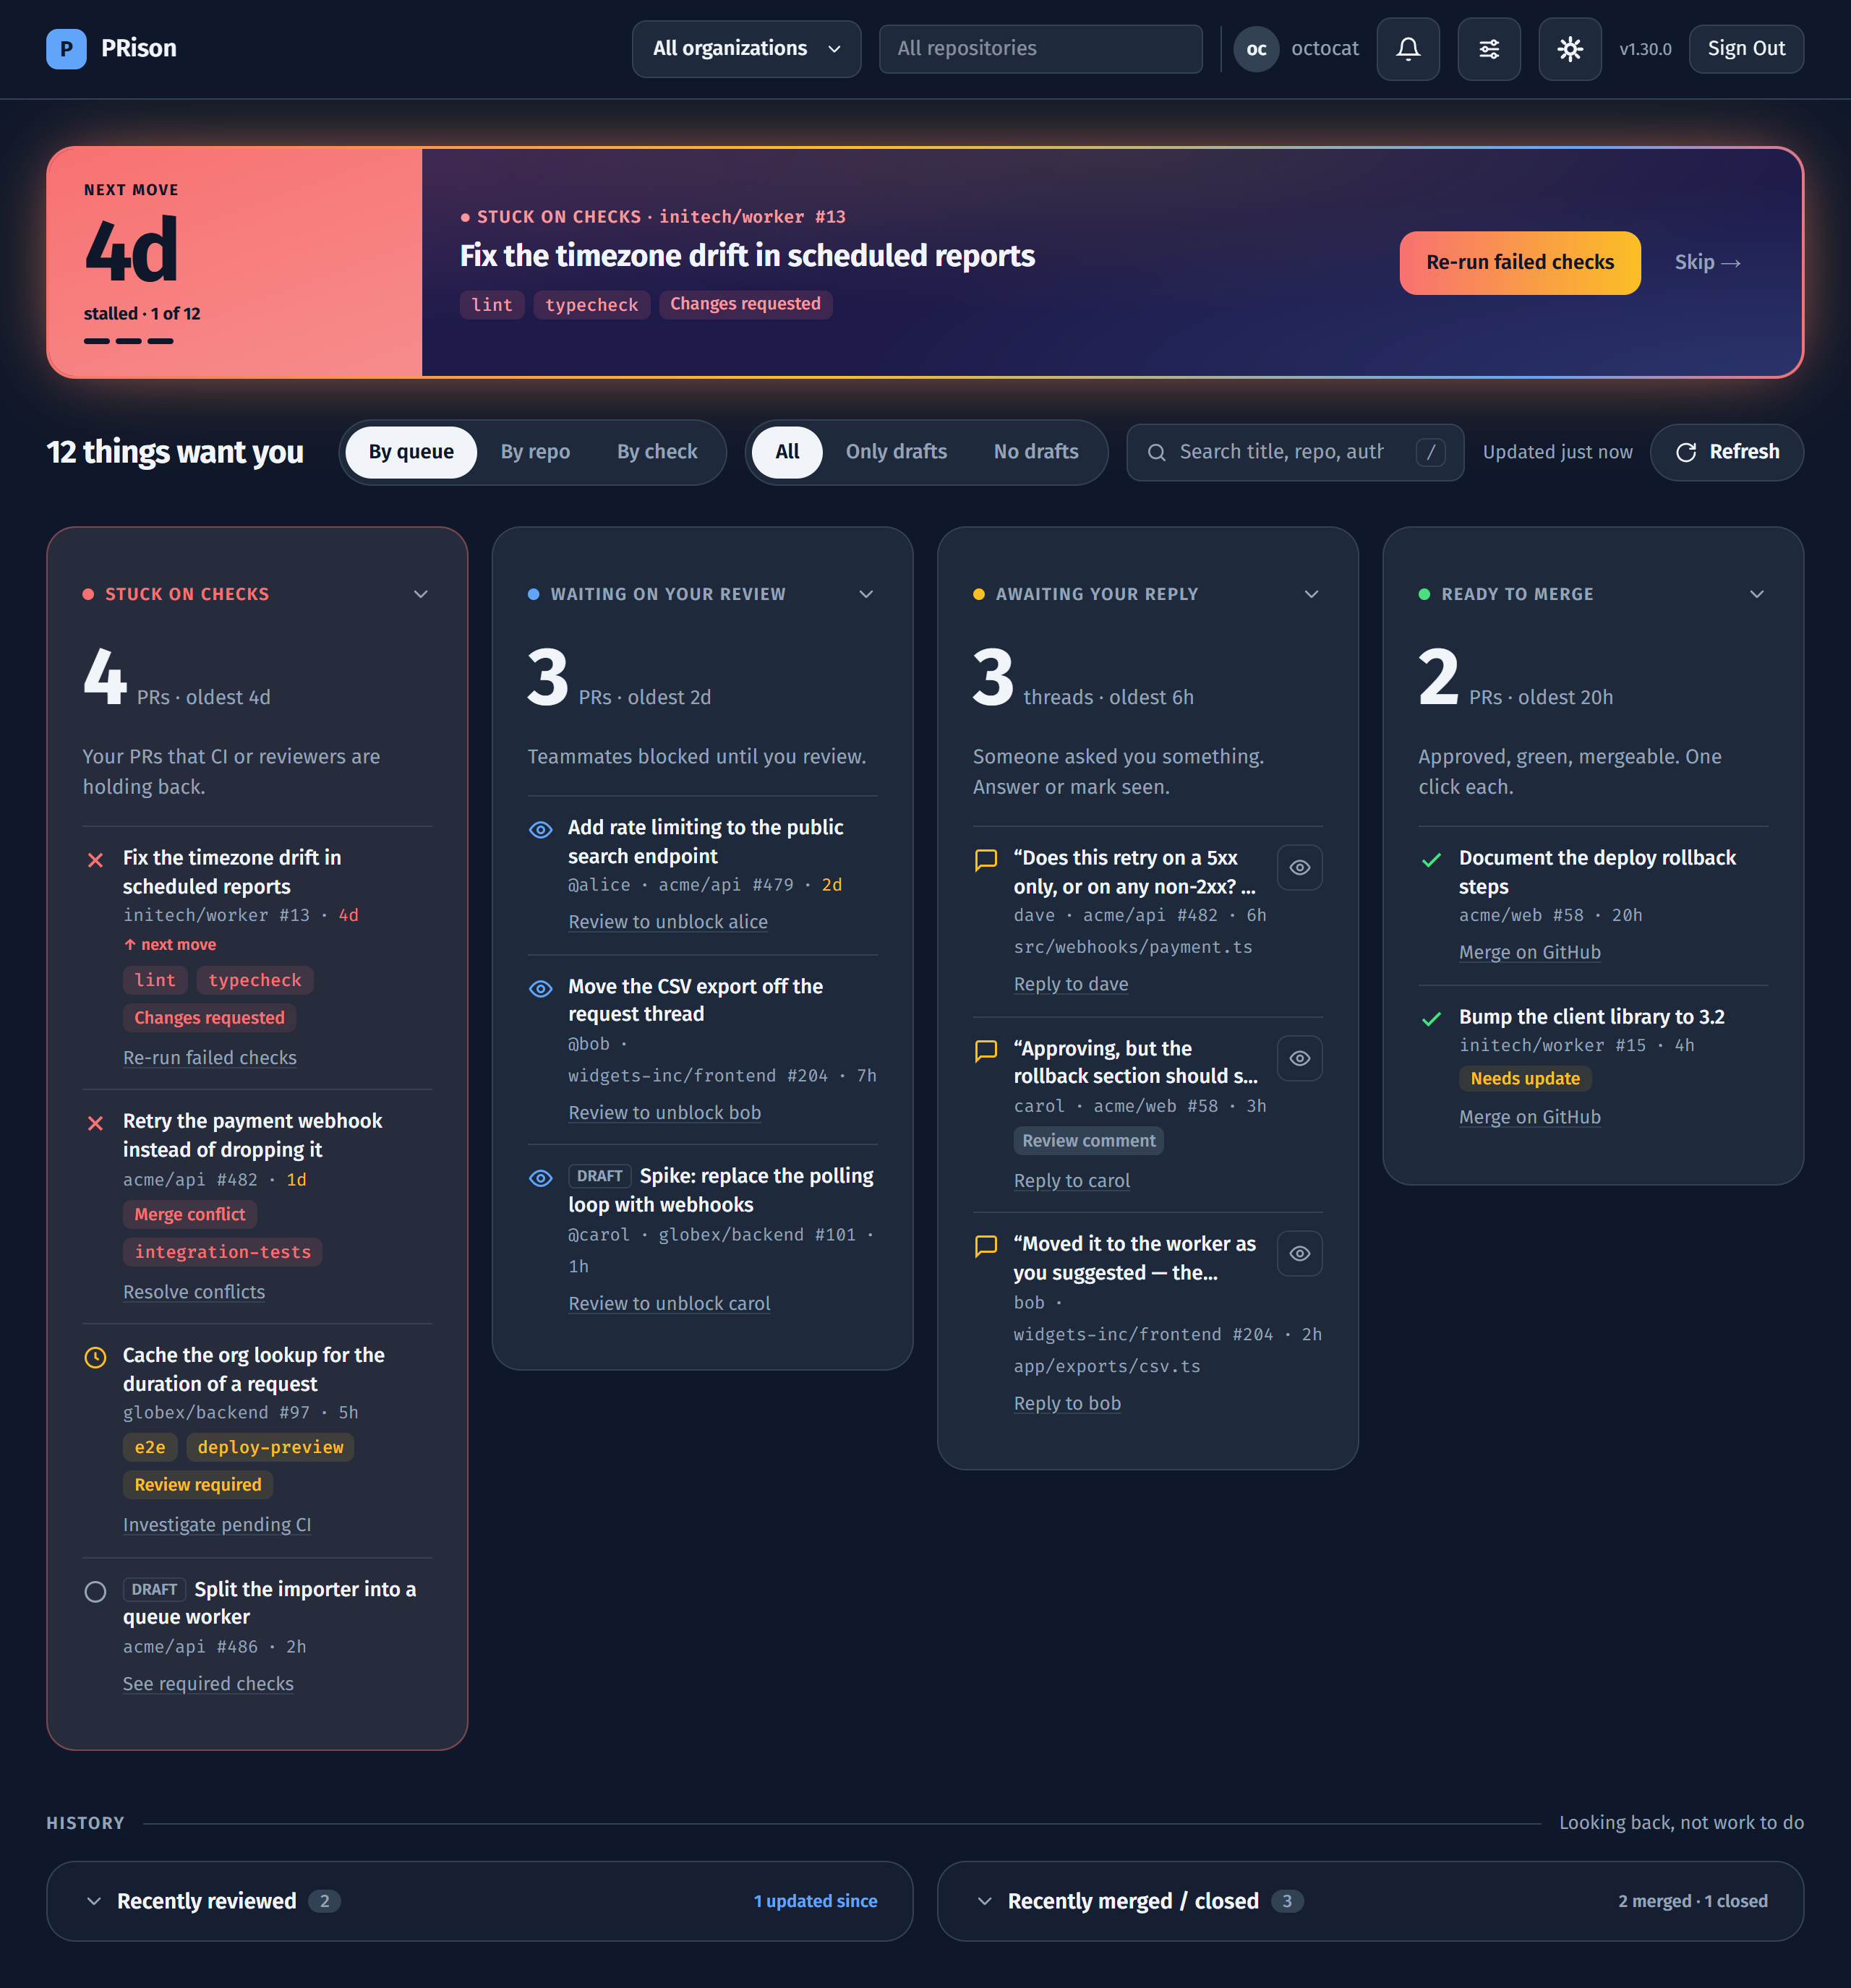 P PRison All organizations All repositories oc octocat v1.30.0 Sign Out
NEXT MOVE
4d
stalled · 1 of 12
STUCK ON CHECKS · initech/worker #13
Fix the timezone drift in scheduled reports
lint typecheck Changes requested
Re-run failed checks Skip →
12 things want you By queue By repo By check All Only drafts No drafts Search title, repo, auth / Updated just now Refresh
STUCK ON CHECKS
4 PRs · oldest 4d
Your PRs that CI or reviewers are
holding back.
Fix the timezone drift in
scheduled reports
initech/worker #13 · 4d
↑ next move
lint typecheck
Changes requested
Re-run failed checks
Retry the payment webhook
instead of dropping it
acme/api #482 · 1d
Merge conflict
integration-tests
Resolve conflicts
Cache the org lookup for the
duration of a request
globex/backend #97 · 5h
e2e deploy-preview
Review required
Investigate pending CI
DRAFT Split the importer into a
queue worker
acme/api #486 · 2h
See required checks
WAITING ON YOUR REVIEW
3 PRs · oldest 2d
Teammates blocked until you review.
Add rate limiting to the public
search endpoint
@alice · acme/api #479 · 2d
Review to unblock alice
Move the CSV export off the
request thread
@bob ·
widgets-inc/frontend #204 · 7h
Review to unblock bob
DRAFT Spike: replace the polling
loop with webhooks
@carol · globex/backend #101 ·
1h
Review to unblock carol
AWAITING YOUR REPLY
3 threads · oldest 6h
Someone asked you something.
Answer or mark seen.
“Does this retry on a 5xx
only, or on any non-2xx? ...
dave · acme/api #482 · 6h
src/webhooks/payment.ts
Reply to dave
“Approving, but the
rollback section should s...
carol · acme/web #58 · 3h
Review comment
Reply to carol
“Moved it to the worker as
you suggested — the...
bob ·
widgets-inc/frontend #204 · 2h
app/exports/csv.ts
Reply to bob
READY TO MERGE
2 PRs · oldest 20h
Approved, green, mergeable. One
click each.
Document the deploy rollback
steps
acme/web #58 · 20h
Merge on GitHub
Bump the client library to 3.2
initech/worker #15 · 4h
Needs update
Merge on GitHub
HISTORY Looking back, not work to do
Recently reviewed 2 1 updated since
Recently merged / closed 3 2 merged · 1 closed